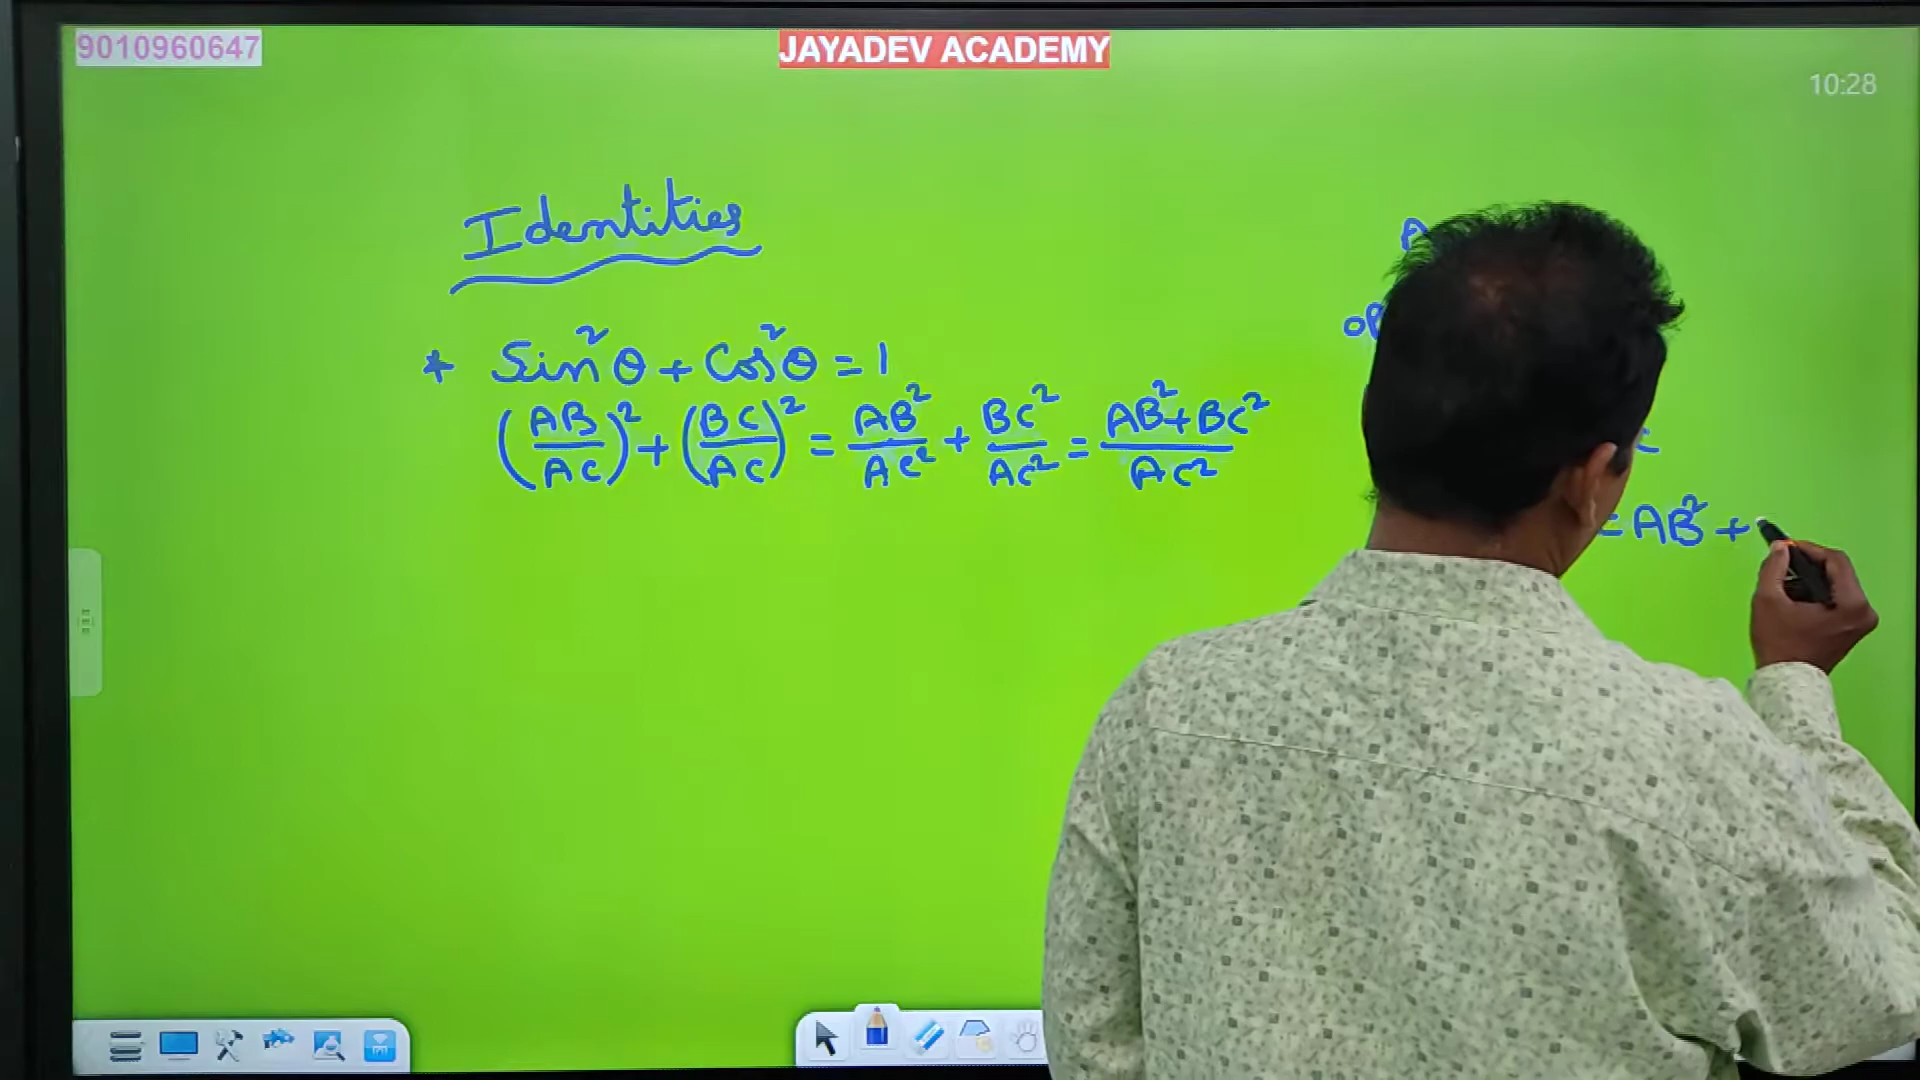 9010960647
JAYADEV ACADEMY
10:28
Identities
* Sin²θ + Cos²θ = 1
(AB/AC)² + (BC/AC)² = AB²/AC² + BC²/AC² = AB²+BC²/AC²
A
OP
C
= AB² +